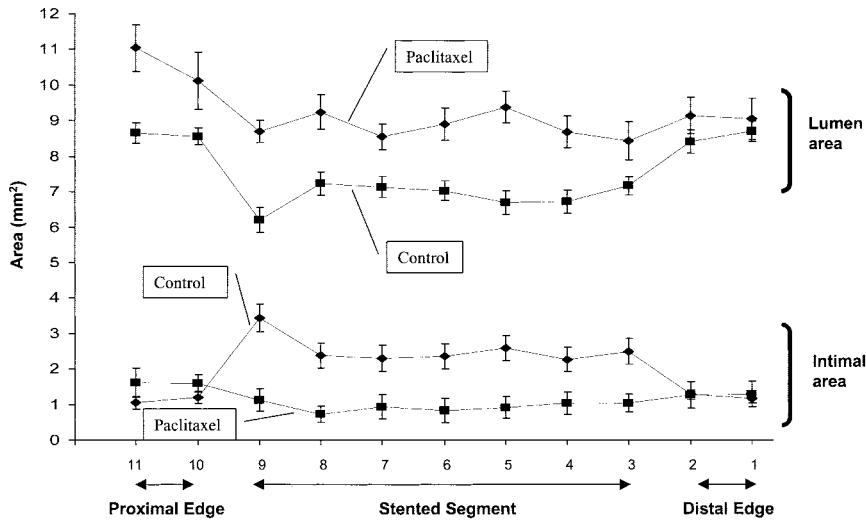 12
11
10
9
8
7
6
5
4
3
2
1
0
Area (mm²)
Paclitaxel
Control
Control
Paclitaxel
Lumen
area
Intimal
area
11 10 9 8 7 6 5 4 3 2 1
Proximal Edge Stented Segment Distal Edge